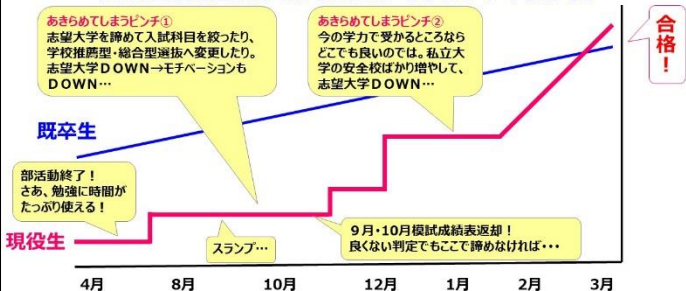 あきらめてしまうピンチ①
志望大学を諦めて入試科目を絞ったり、
学校推薦型・総合型選抜へ変更したり。
志望大学DOWN→モチベーションも
DOWN…
あきらめてしまうピンチ②
今の学力で受かるところなら
どこでも良いのでは。私立大
学の安全校ばかり増やして、
志望大学DOWN…
合格！
既卒生
部活動終了！
さあ、勉強に時間が
たっぷり使える！
現役生
スランプ…
９月・10月模試成績表返却！
良くない判定でもここで諦めなければ・・・
4月
8月
10月
12月
1月
2月
3月